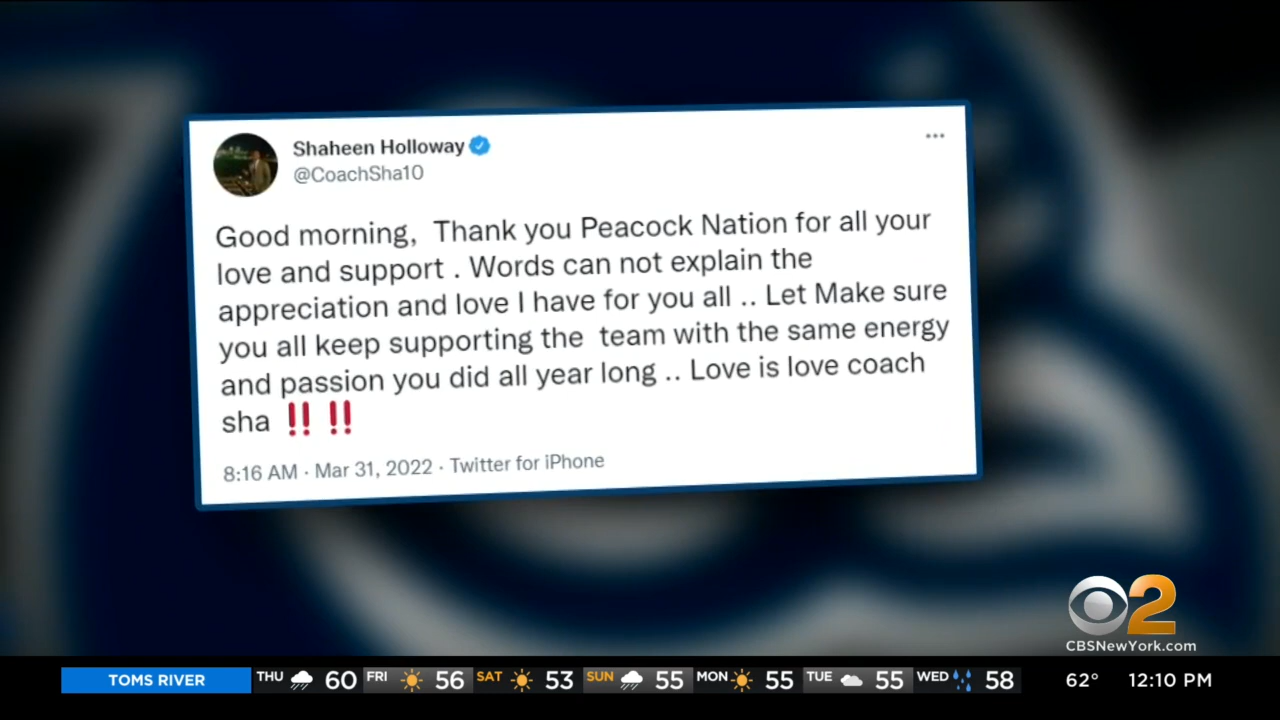 Shaheen Holloway
@CoachSha10
Good morning,  Thank you Peacock Nation for all your
love and support . Words can not explain the
appreciation and love I have for you all .. Let Make sure
you all keep supporting the  team with the same energy
and passion you did all year long .. Love is love coach
sha ‼️ ‼️
8:16 AM · Mar 31, 2022 · Twitter for iPhone
2
CBSNewYork.com
TOMS RIVER THU 60 FRI 56 SAT 53 SUN 55 MON 55 TUE 55 WED 58 62° 12:10 PM